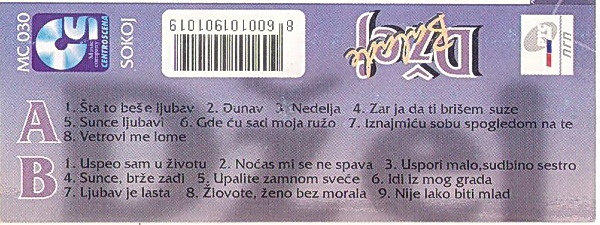 MC 030
Music company
CENTROSCENA
SOKOJ
8600101901019
Džej
A
1. Šta to beše ljubav 2. Dunav 3. Nedelja 4. Zar ja da ti brišem suze
5. Sunce ljubavi 6. Gde ću sad moja ružo 7. Iznajmiću sobu spogledom na te
8. Vetrovi me lome
B
1. Uspeo sam u životu 2. Noćas mi se ne spava 3. Uspori malo,sudbino sestro
4. Sunce, brže zađi 5. Upalite zamnom sveće 6. Idi iz mog grada
7. Ljubav je lasta 8. Žlovote, ženo bez morala 9. Nije lako biti mlad